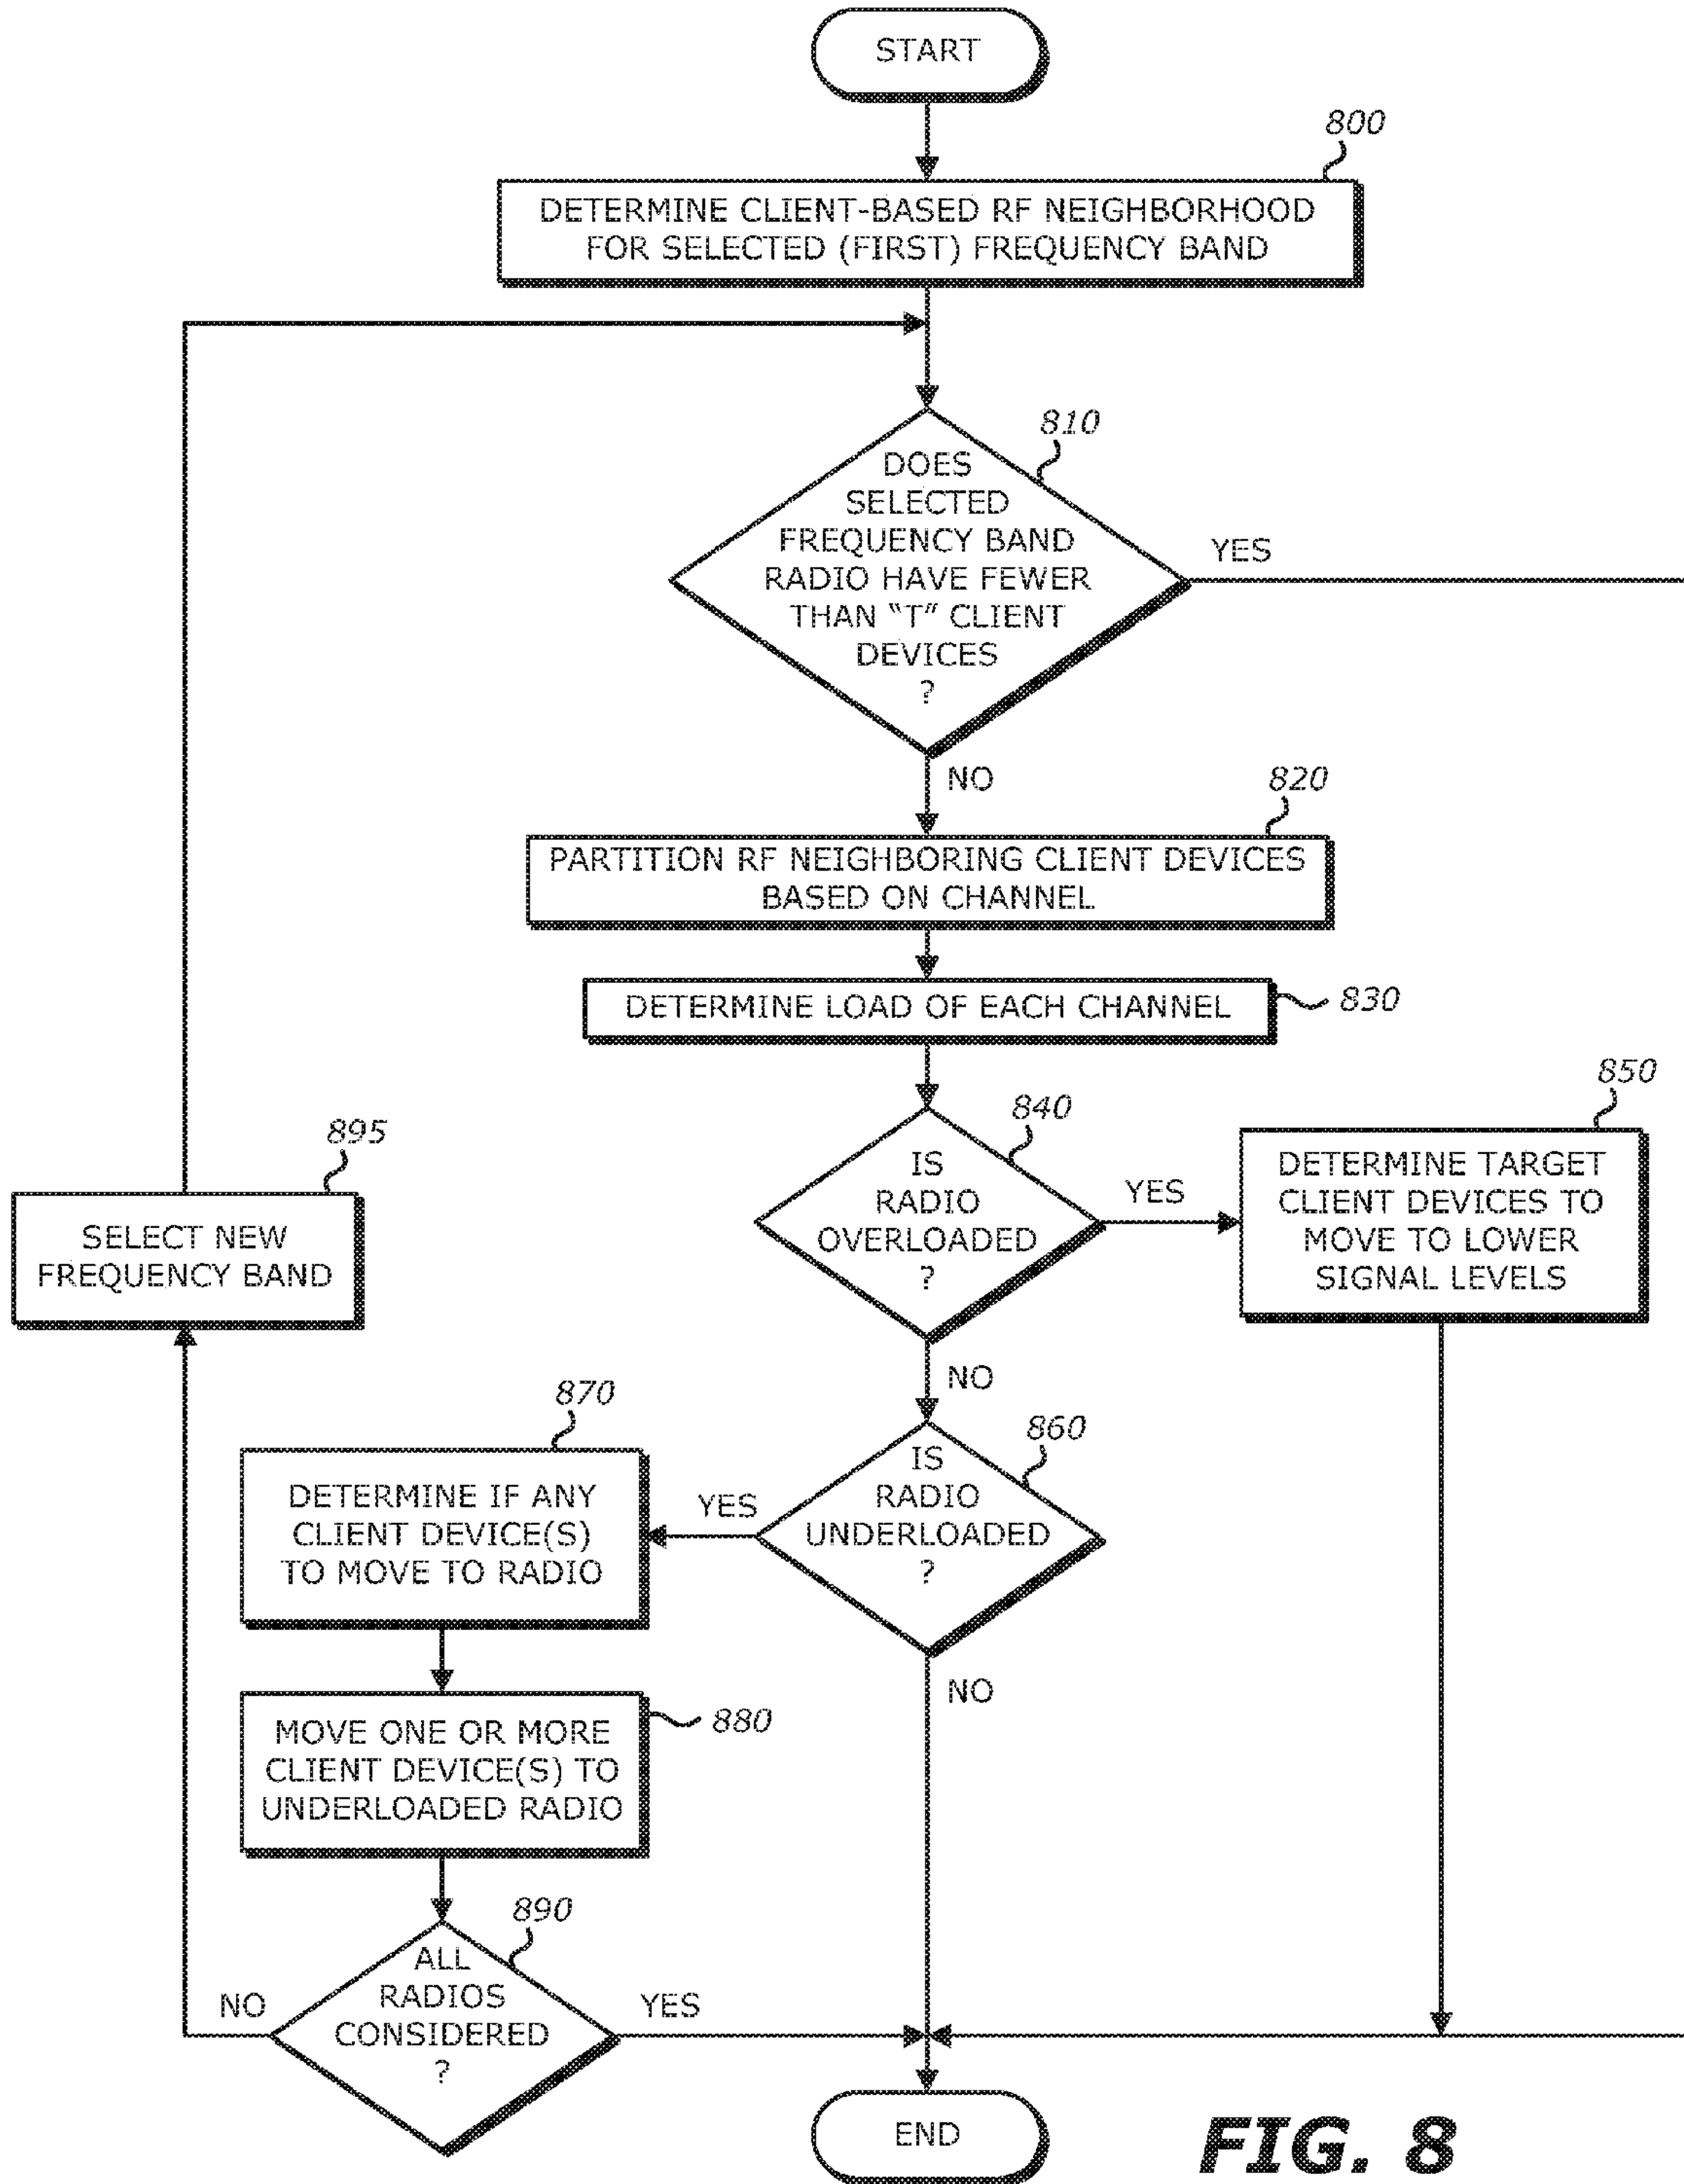 START
800
DETERMINE CLIENT-BASED RF NEIGHBORHOOD
FOR SELECTED (FIRST) FREQUENCY BAND
810
DOES
SELECTED
FREQUENCY BAND
RADIO HAVE FEWER
THAN “T” CLIENT
DEVICES
?
YES
NO
820
PARTITION RF NEIGHBORING CLIENT DEVICES
BASED ON CHANNEL
DETERMINE LOAD OF EACH CHANNEL
830
840
IS
RADIO
OVERLOADED
?
YES
850
DETERMINE TARGET
CLIENT DEVICES TO
MOVE TO LOWER
SIGNAL LEVELS
895
SELECT NEW
FREQUENCY BAND
NO
860
IS
RADIO
UNDERLOADED
?
YES
870
DETERMINE IF ANY
CLIENT DEVICE(S)
TO MOVE TO RADIO
NO
MOVE ONE OR MORE
CLIENT DEVICE(S) TO
UNDERLOADED RADIO
880
890
ALL
RADIOS
CONSIDERED
?
NO
YES
END
FIG. 8